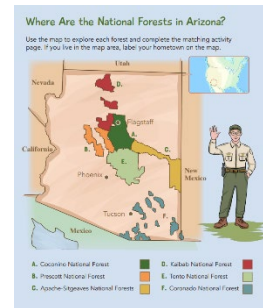 Where Are the National Forests in Arizona?
Use the map to explore each forest and complete the matching activity
page. If you live in the map area, label your hometown on the map.
Utah
Nevada
D.
Flagstaff
California
A.
B.
C.
E.
Phoenix
New
Mexico
Tucson
F.
Mexico
A. Coconino National Forest
D. Kaibab National Forest
B. Prescott National Forest
E. Tonto National Forest
C. Apache-Sitgreaves National Forests
F. Coronado National Forest